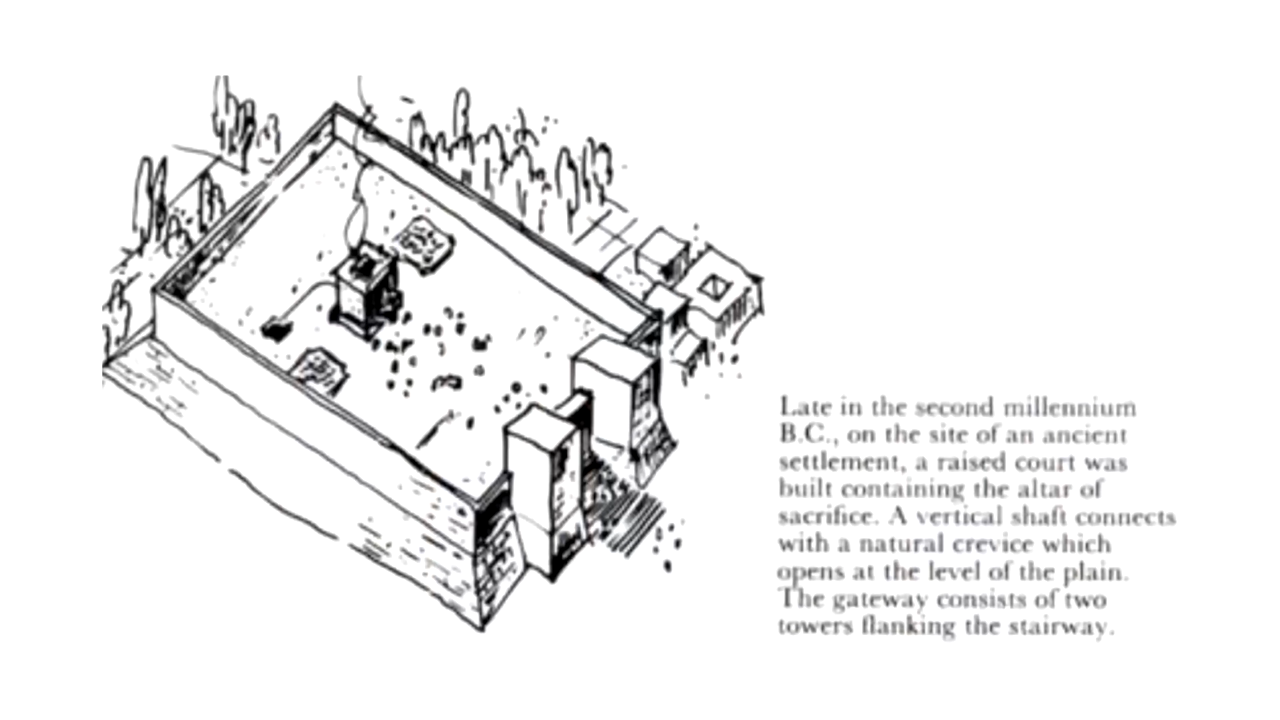 Late in the second millennium
B.C., on the site of an ancient
settlement, a raised court was
built containing the altar of
sacrifice. A vertical shaft connects
with a natural crevice which
opens at the level of the plain.
The gateway consists of two
towers flanking the stairway.